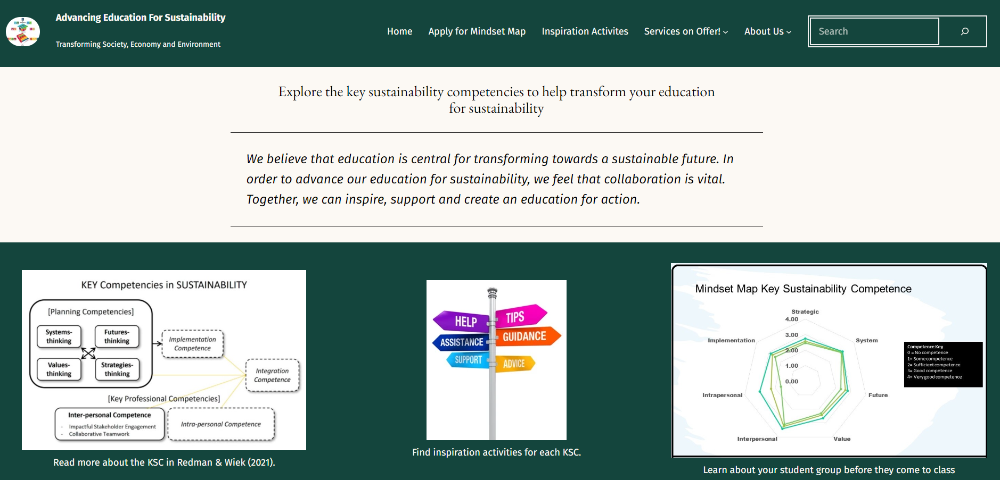 Advancing Education For Sustainability
Transforming Society, Economy and Environment
Home
Apply for Mindset Map
Inspiration Activites
Services on Offer!
About Us
Search
Explore the key sustainability competencies to help transform your education
for sustainability
We believe that education is central for transforming towards a sustainable future. In
order to advance our education for sustainability, we feel that collaboration is vital.
Together, we can inspire, support and create an education for action.
KEY Competencies in SUSTAINABILITY
[Planning Competencies]
Systems-
thinking
Futures-
thinking
Values-
thinking
Strategies-
thinking
Implementation
Competence
Integration
Competence
[Key Professional Competencies]
Inter-personal Competence
- Impactful Stakeholder Engagement
- Collaborative Teamwork
Intra-personal Competence
Read more about the KSC in Redman & Wiek (2021).
HELP
TIPS
ASSISTANCE
GUIDANCE
SUPPORT
ADVICE
Find inspiration activities for each KSC.
Mindset Map Key Sustainability Competence
Strategic
4.00
3.00
2.00
1.00
0.00
Implementation
System
Intrapersonal
Future
Interpersonal
Value
Competence Key
0 = No competence
1= Some competence
2= Sufficient competence
3= Good competence
4= Very good competence
Learn about your student group before they come to class